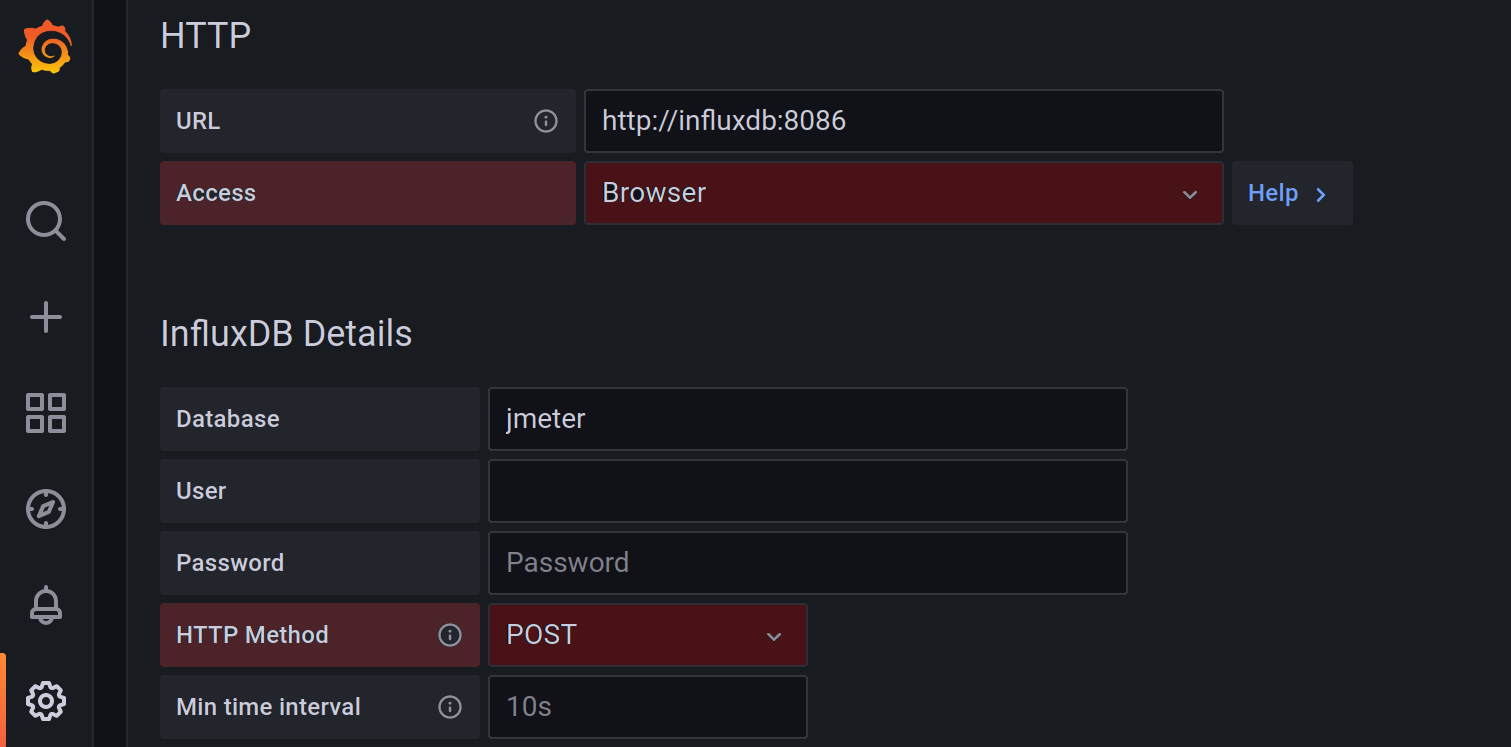 HTTP
URL http://influxdb:8086
Access Browser Help
InfluxDB Details
Database jmeter
User
Password Password
HTTP Method POST
Min time interval 10s